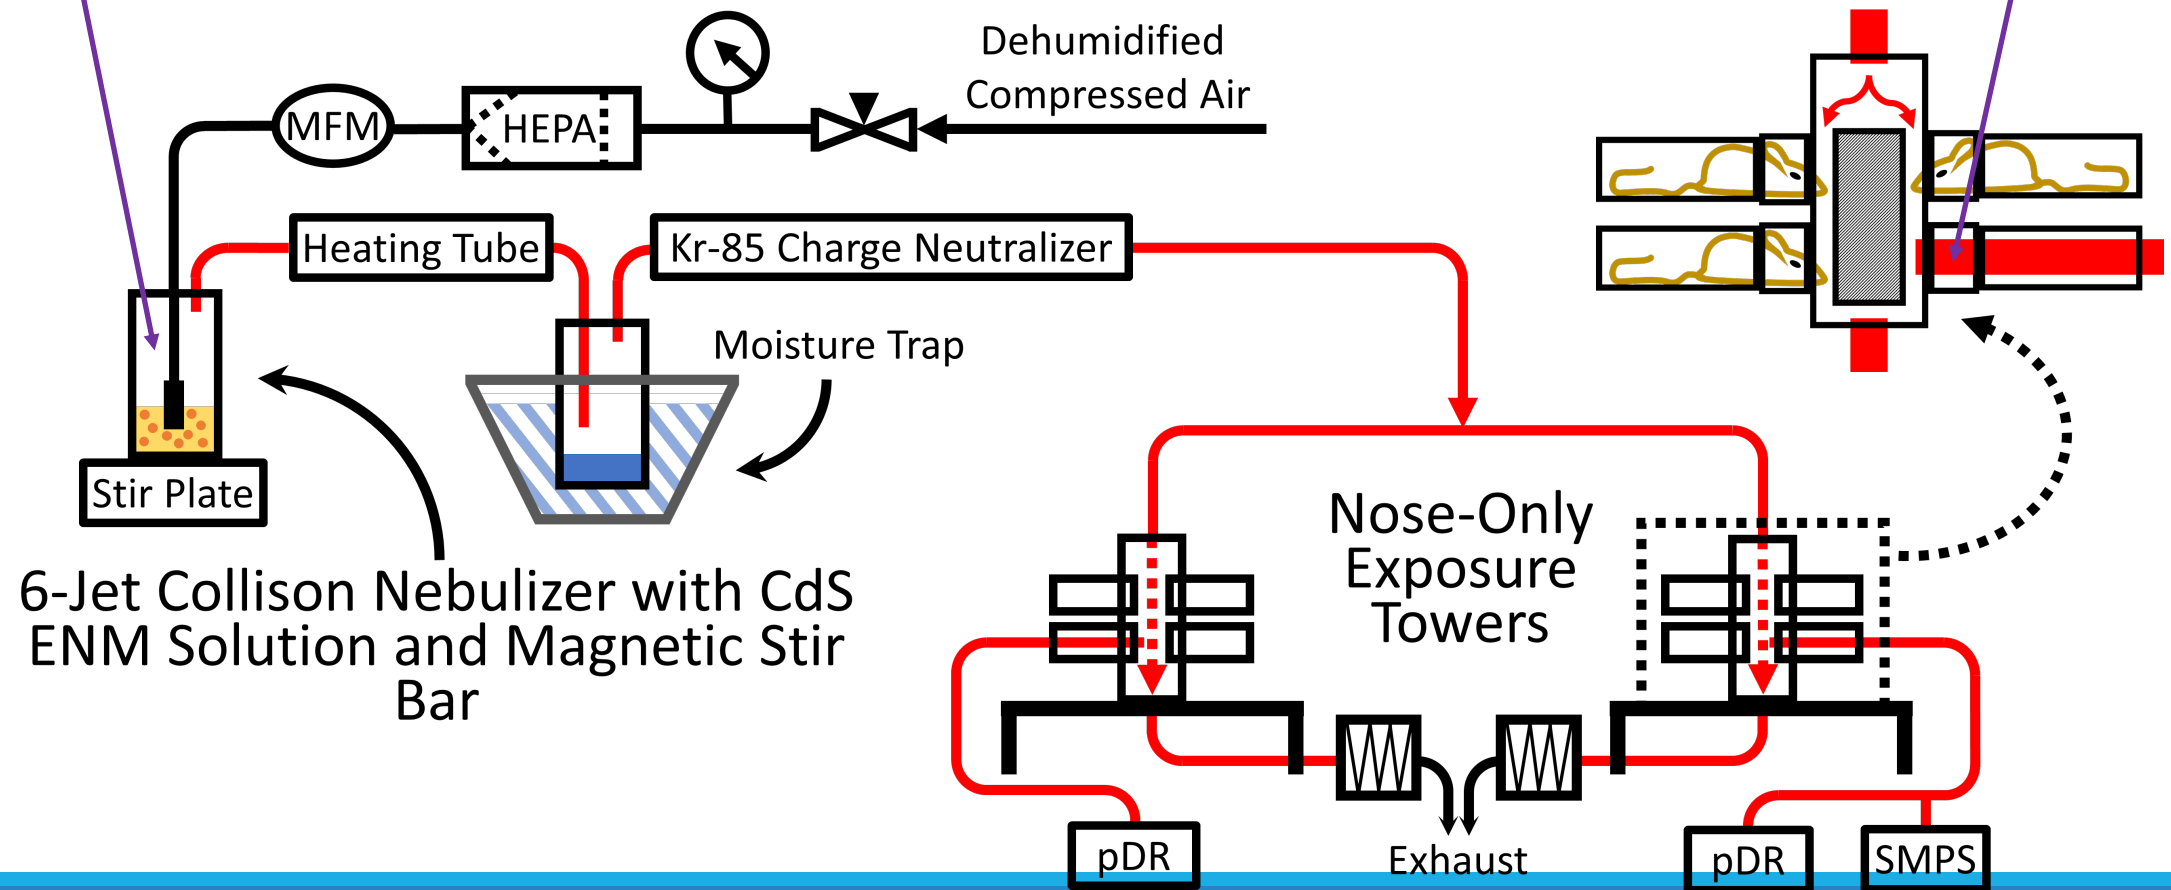 Dehumidified
Compressed Air
MFM
HEPA
Heating Tube
Kr-85 Charge Neutralizer
Moisture Trap
Stir Plate
6-Jet Collison Nebulizer with CdS
ENM Solution and Magnetic Stir
Bar
Nose-Only
Exposure
Towers
pDR
Exhaust
pDR
SMPS